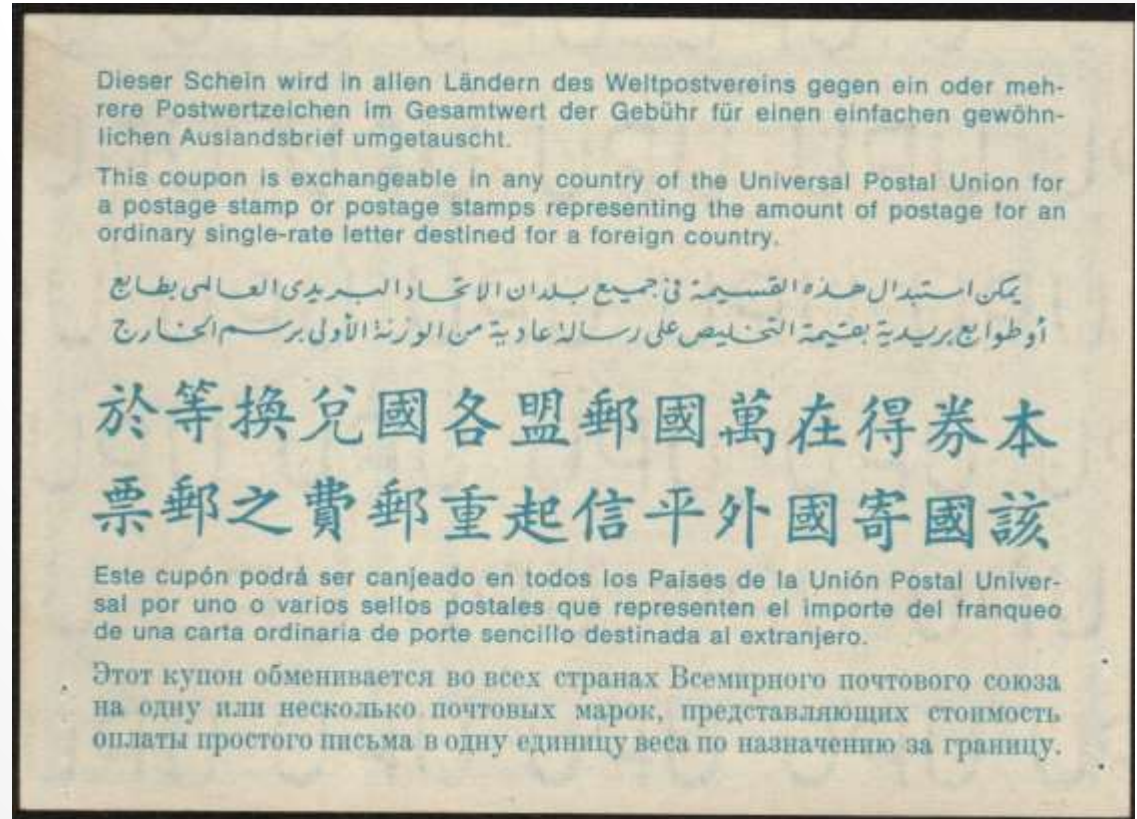 Dieser Schein wird in allen Ländern des Weltpostvereins gegen ein oder meh-
rere Postwertzeichen im Gesamtwert der Gebühr für einen einfachen gewöhn-
lichen Auslandsbrief umgetauscht.
This coupon is exchangeable in any country of the Universal Postal Union for
a postage stamp or postage stamps representing the amount of postage for an
ordinary single-rate letter destined for a foreign country.
يمكن استبدال هذه القسيمة فى جميع بلدان الاتحاد البريدى العالمى بطابع
أو طوابع بريدية بقيمة التخليص على رسالة عادية من الوزنة الأولى برسم الخارج
本券得在萬國郵盟各國兌換等於
該國寄國外平信起重郵費之郵票
Este cupón podrá ser canjeado en todos los Paises de la Unión Postal Univer-
sal por uno o varios sellos postales que representen el importe del franqueo
de una carta ordinaria de porte sencillo destinada al extranjero.
Этот купон обменивается во всех странах Всемирного почтового союза
на одну или несколько почтовых марок, представляющих стоимость
оплаты простого письма в одну единицу веса по назначению за границу.